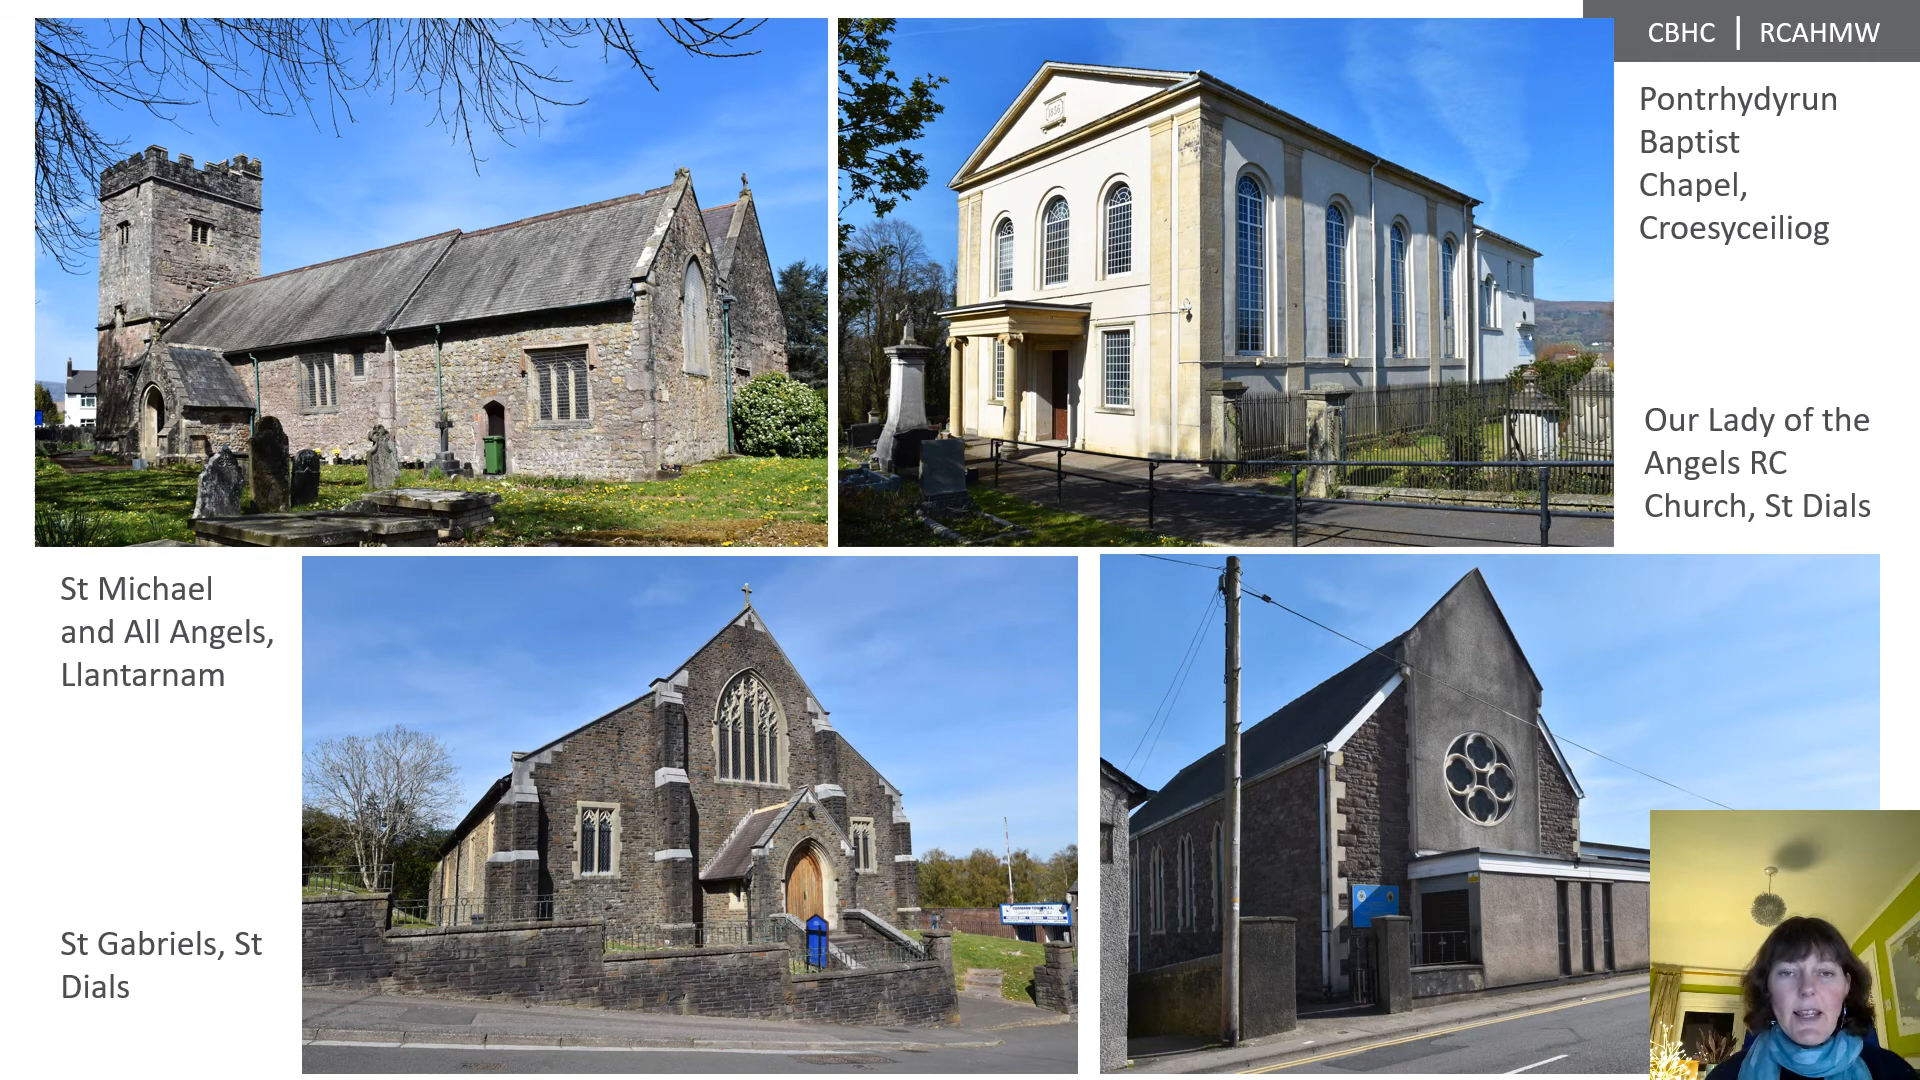 CBHC | RCAHMW
Pontrhydyrun
Baptist
Chapel,
Croesyceiliog
1836
Our Lady of the
Angels RC
Church, St Dials
St Michael
and All Angels,
Llantarnam
St Gabriels, St
Dials